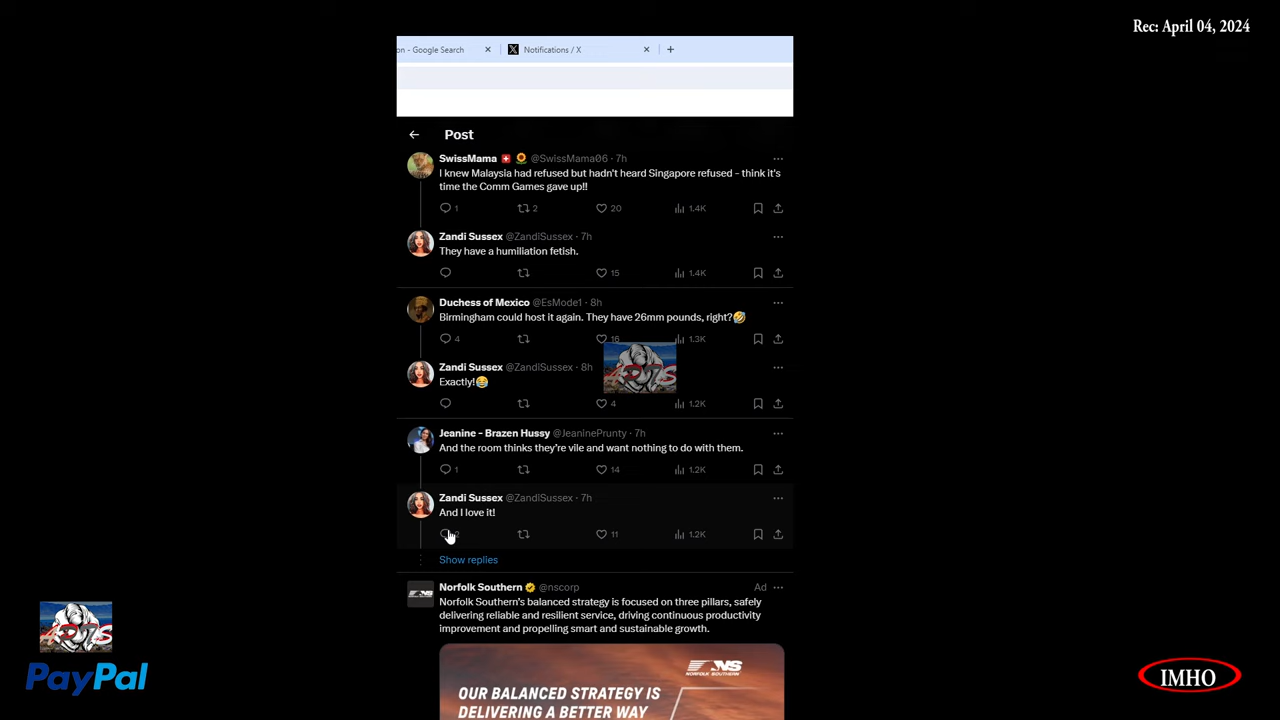 Rec: April 04, 2024
on - Google Search
Notifications / X
Post
SwissMama 🇨🇭 🌻 @SwissMama06 · 7h
I knew Malaysia had refused but hadn't heard Singapore refused - think it's
time the Comm Games gave up!!
1 2 20 1.4K
Zandi Sussex @ZandiSussex · 7h
They have a humiliation fetish.
15 1.4K
Duchess of Mexico @EsMode1 · 8h
Birmingham could host it again. They have 26mm pounds, right?🤣
4 16 1.3K
Zandi Sussex @ZandiSussex · 8h
Exactly!😂
4 1.2K
Jeanine - Brazen Hussy @JeaninePrunty · 7h
And the room thinks they're vile and want nothing to do with them.
1 14 1.2K
Zandi Sussex @ZandiSussex · 7h
And I love it!
2 11 1.2K
Show replies
Norfolk Southern @nscorp Ad
Norfolk Southern's balanced strategy is focused on three pillars, safely
delivering reliable and resilient service, driving continuous productivity
improvement and propelling smart and sustainable growth.
NS
NORFOLK SOUTHERN
OUR BALANCED STRATEGY IS
DELIVERING A BETTER WAY
PayPal
IMHO